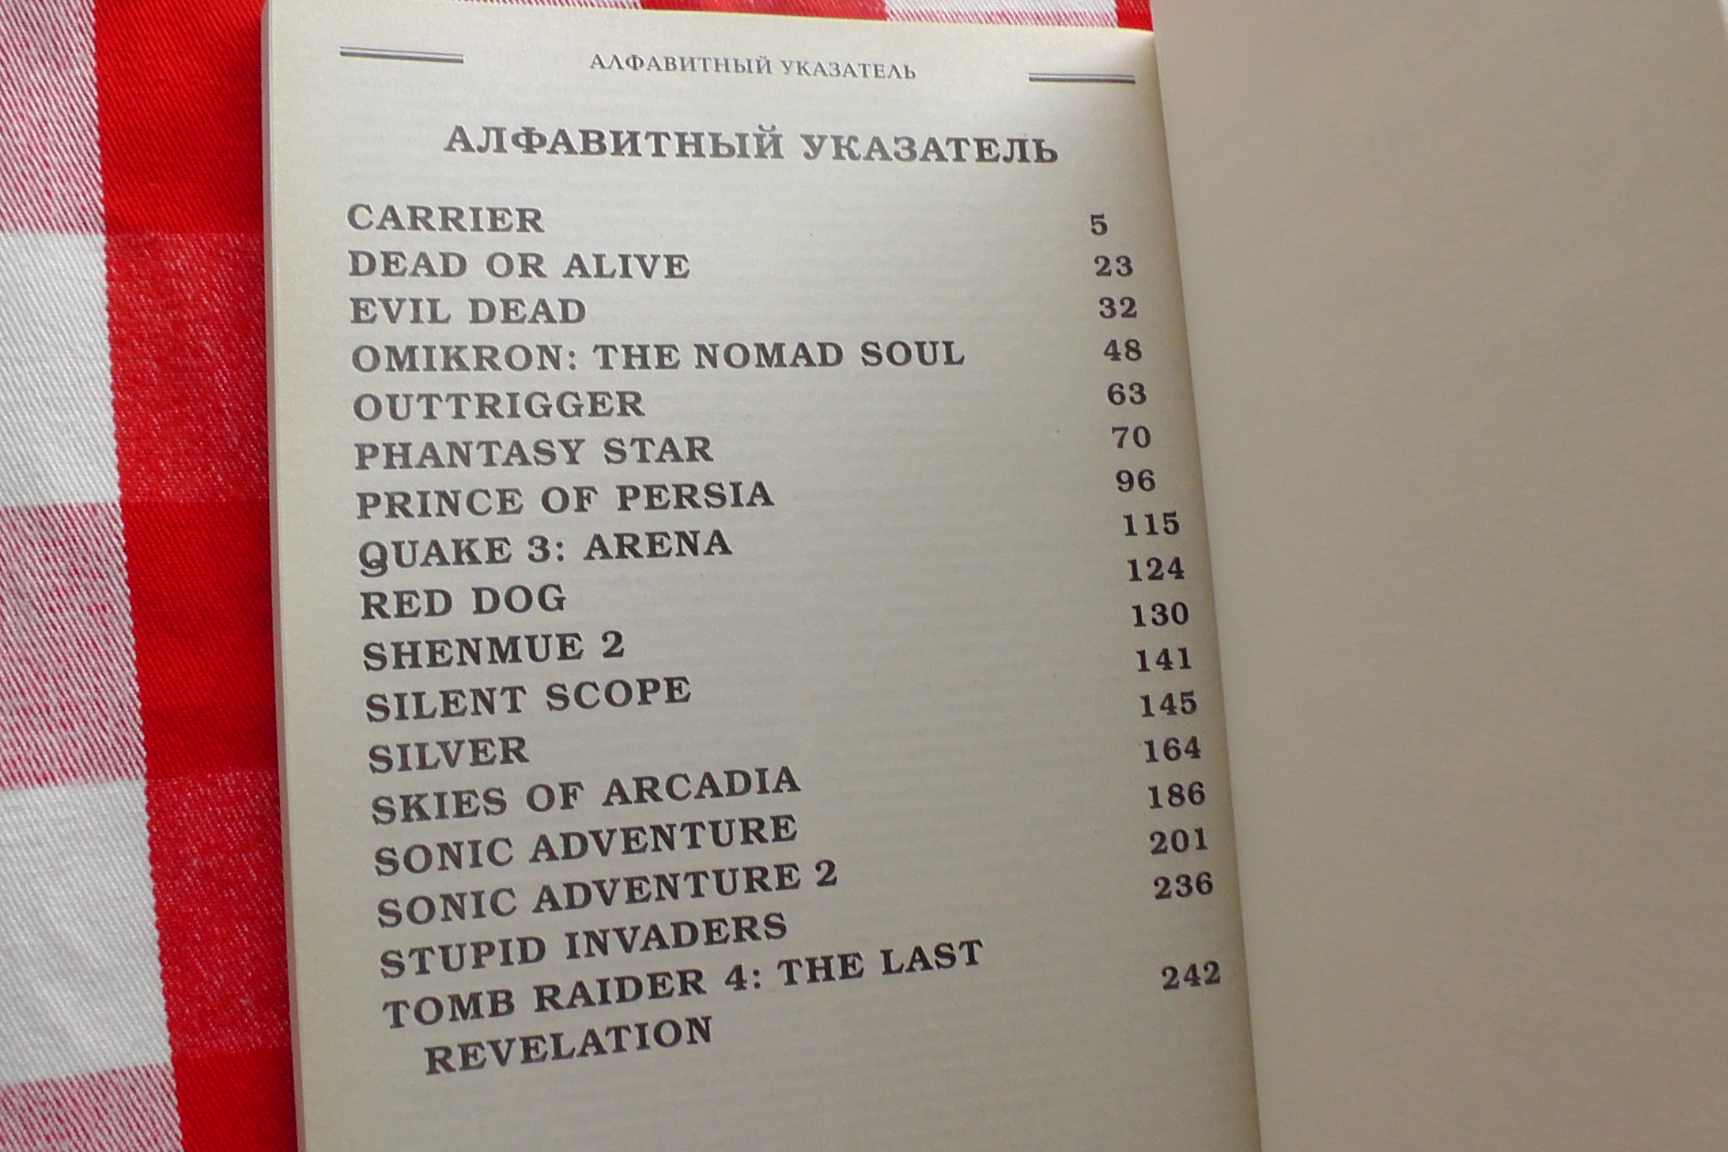 АЛФАВИТНЫЙ УКАЗАТЕЛЬ
АЛФАВИТНЫЙ УКАЗАТЕЛЬ
CARRIER 5
DEAD OR ALIVE 23
EVIL DEAD 32
OMIKRON: THE NOMAD SOUL 48
OUTTRIGGER 63
PHANTASY STAR 70
PRINCE OF PERSIA 96
QUAKE 3: ARENA 115
RED DOG 124
SHENMUE 2 130
SILENT SCOPE 141
SILVER 145
SKIES OF ARCADIA 164
SONIC ADVENTURE 186
SONIC ADVENTURE 2 201
STUPID INVADERS 236
TOMB RAIDER 4: THE LAST
REVELATION 242